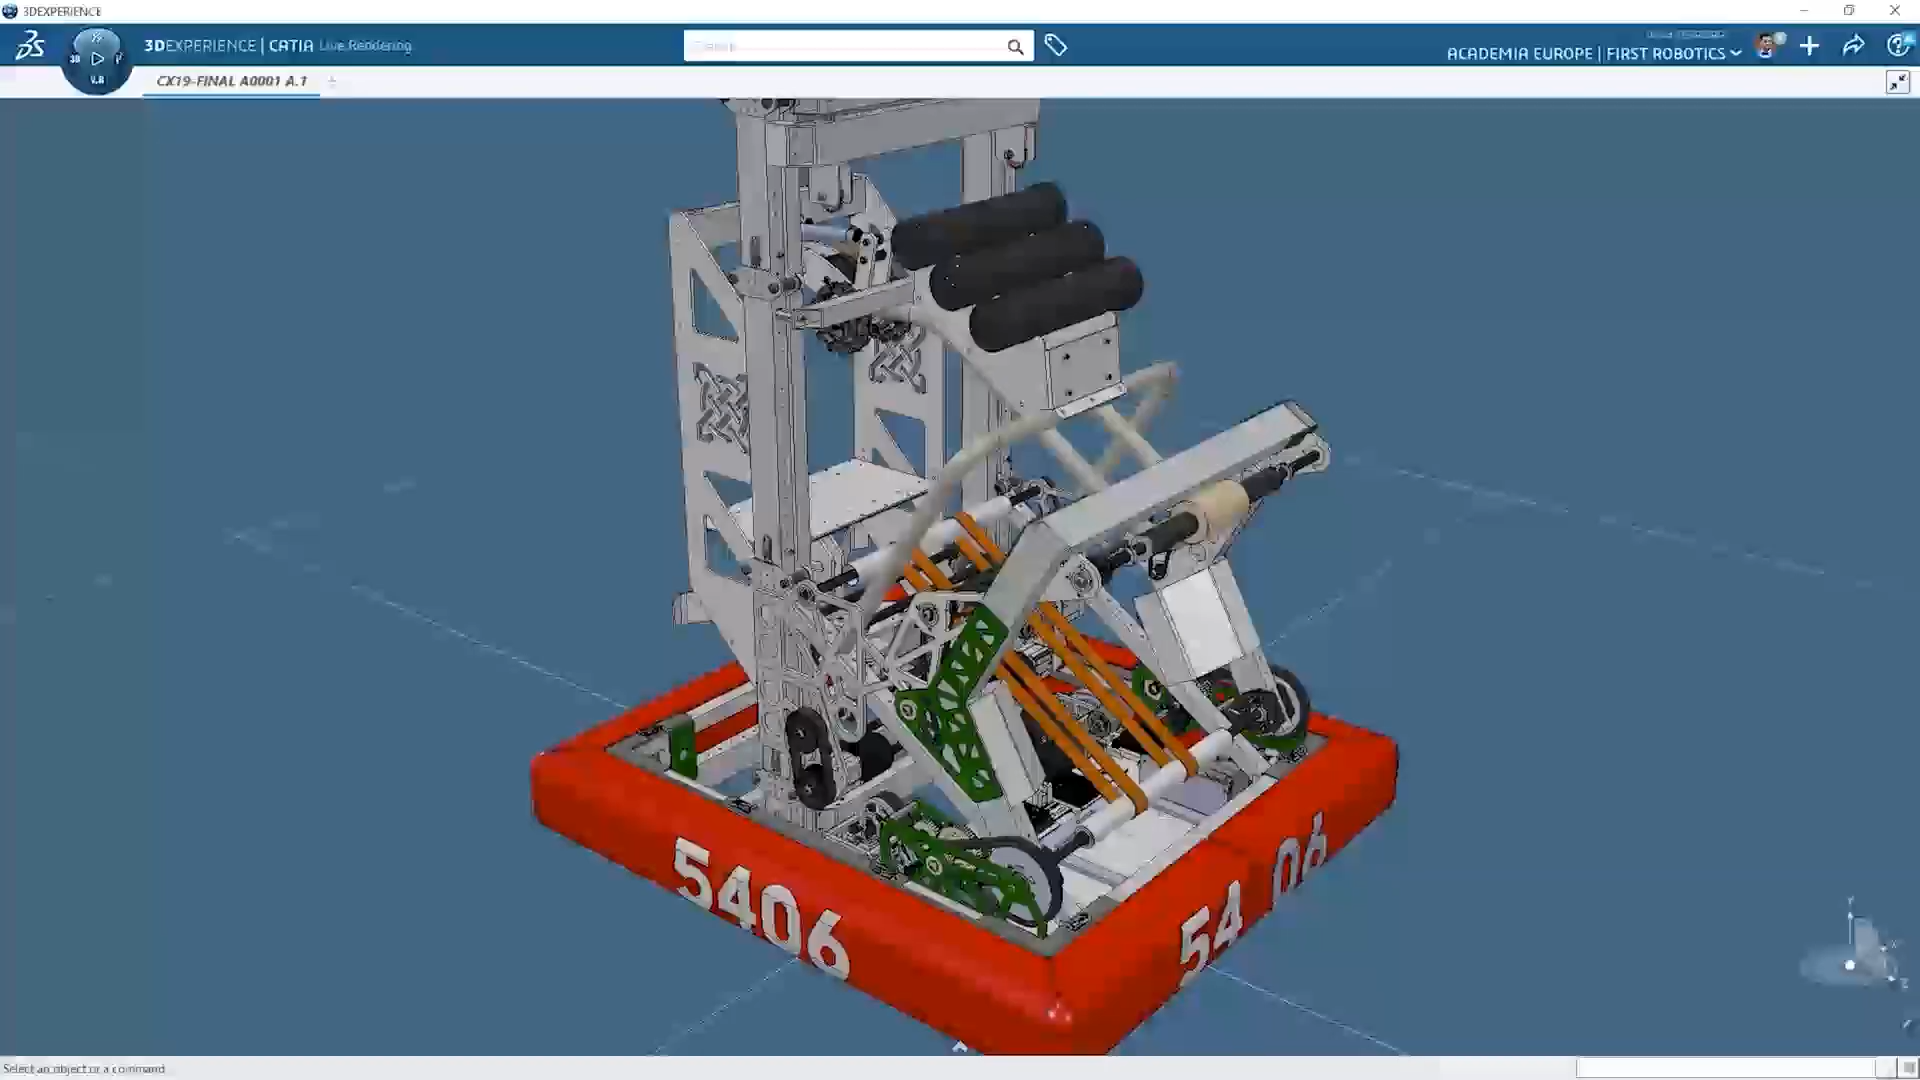 3DEXPERIENCE
3DEXPERIENCE | CATIA Live Rendering
3D
V.R
ACADEMIA EUROPE | FIRST ROBOTICS
CX19-FINAL A0001 A.1
5406
54 06
Select an object or a command